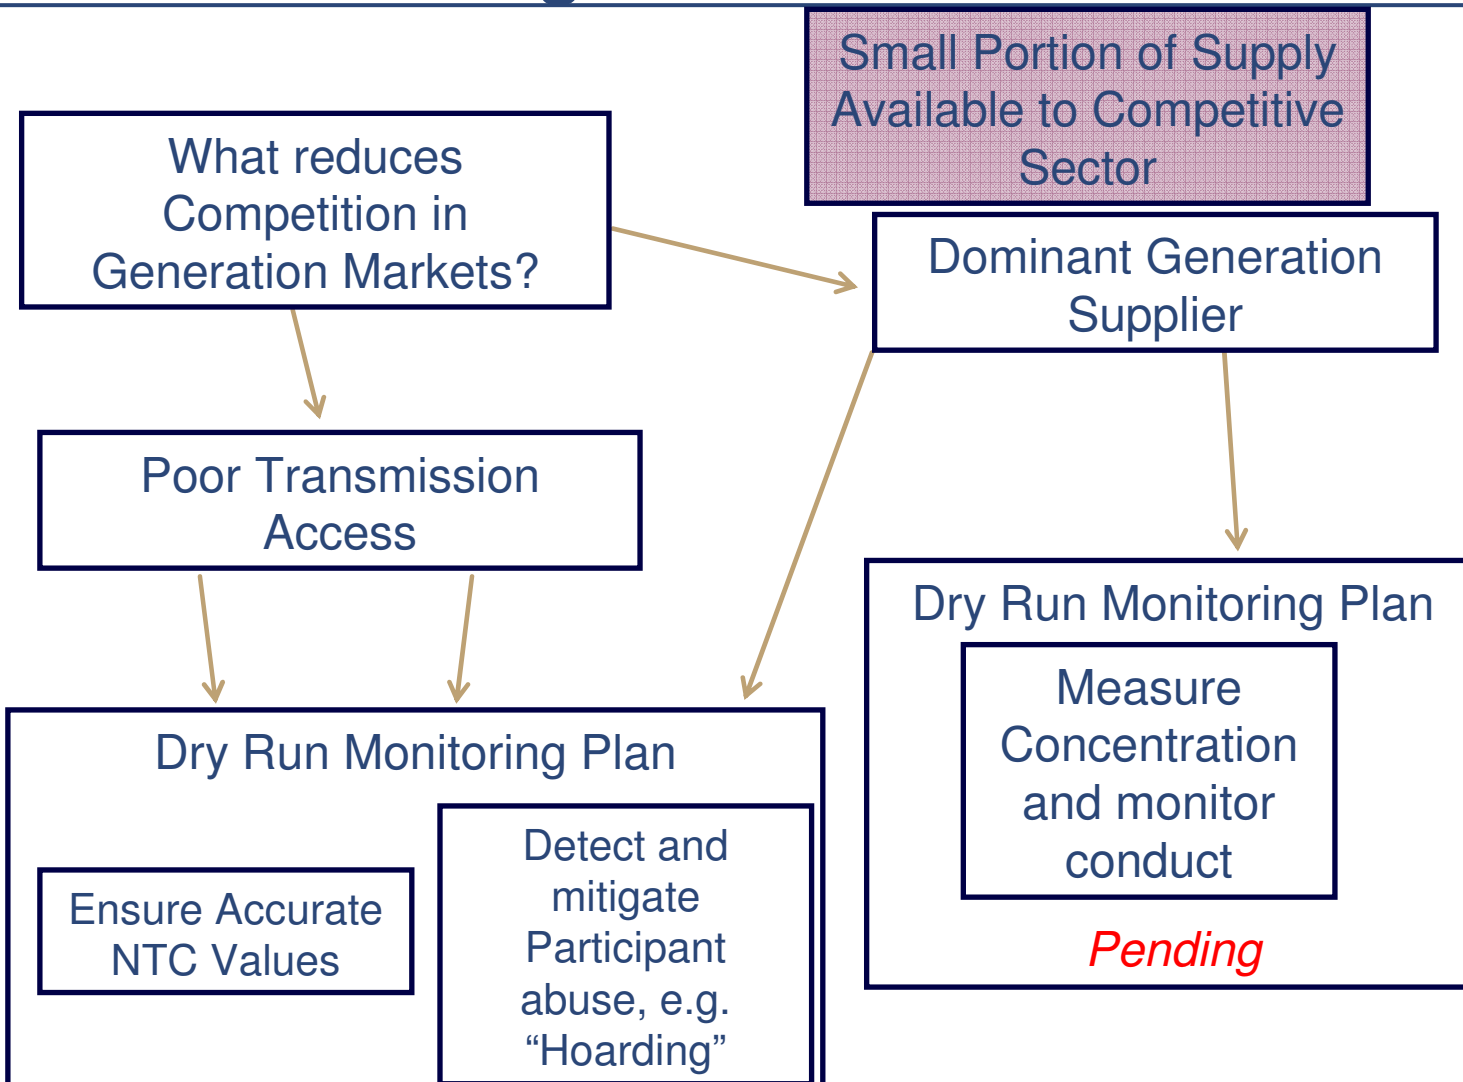 Small Portion of Supply
Available to Competitive
Sector
What reduces
Competition in
Generation Markets?
Dominant Generation
Supplier
Poor Transmission
Access
Dry Run Monitoring Plan
Measure
Concentration
and monitor
conduct
Pending
Dry Run Monitoring Plan
Ensure Accurate
NTC Values
Detect and
mitigate
Participant
abuse, e.g.
“Hoarding”